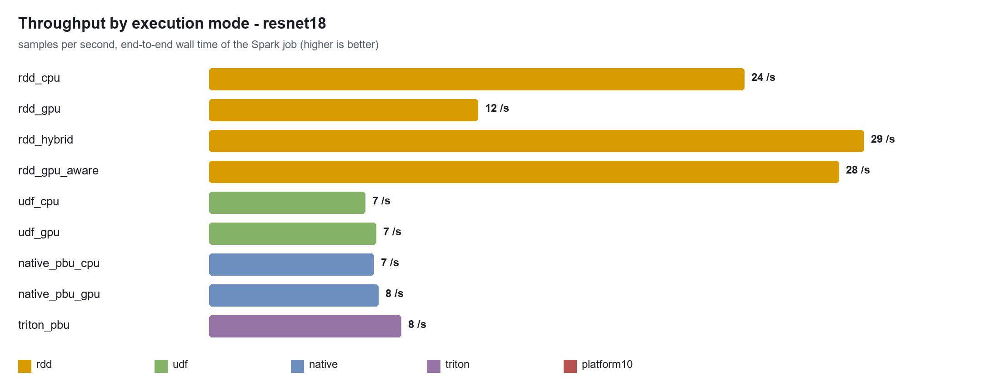 Throughput by execution mode - resnet18
samples per second, end-to-end wall time of the Spark job (higher is better)
rdd_cpu 24 /s
rdd_gpu 12 /s
rdd_hybrid 29 /s
rdd_gpu_aware 28 /s
udf_cpu 7 /s
udf_gpu 7 /s
native_pbu_cpu 7 /s
native_pbu_gpu 8 /s
triton_pbu 8 /s
rdd udf native triton platform10